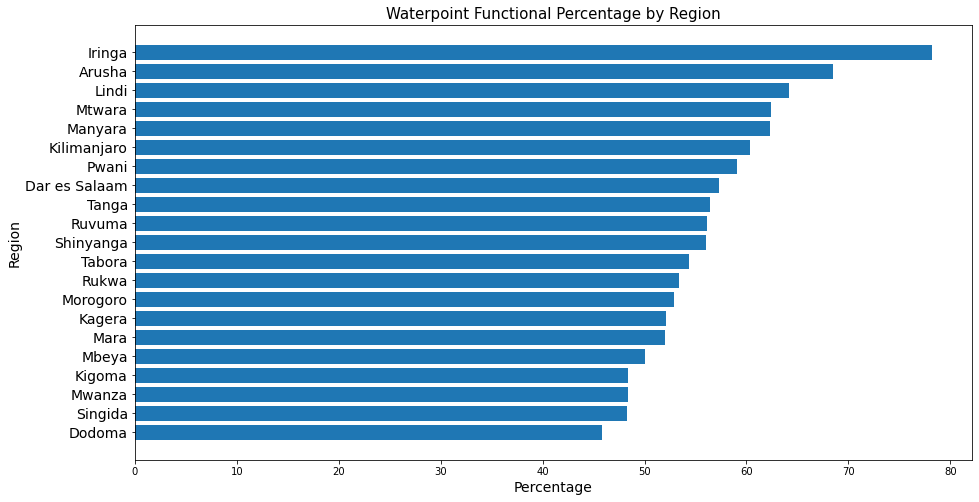 Waterpoint Functional Percentage by Region
Region
Iringa
Arusha
Lindi
Mtwara
Manyara
Kilimanjaro
Pwani
Dar es Salaam
Tanga
Ruvuma
Shinyanga
Tabora
Rukwa
Morogoro
Kagera
Mara
Mbeya
Kigoma
Mwanza
Singida
Dodoma
0 10 20 30 40 50 60 70 80
Percentage